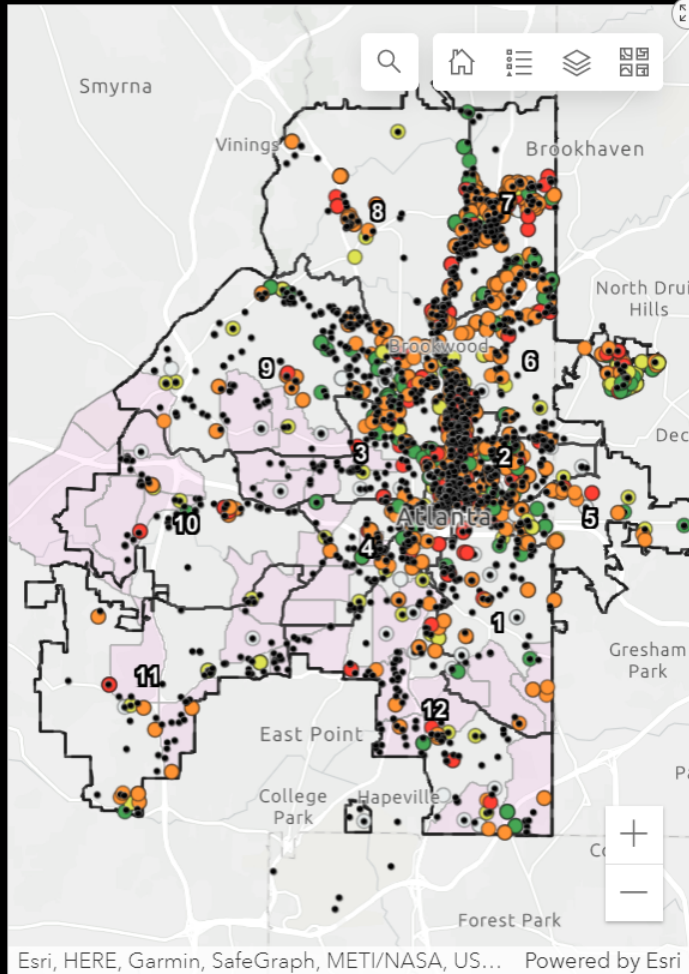 Smyrna
Vinings
Brookhaven
8
7
North Drui
Hills
Brookwood
9
6
Dec
3
2
Atlanta
10
5
4
1
Gresham
Park
11
12
East Point
Pa
College
Park
Hapeville
Co
+
−
Forest Park
Esri, HERE, Garmin, SafeGraph, METI/NASA, US... Powered by Esri